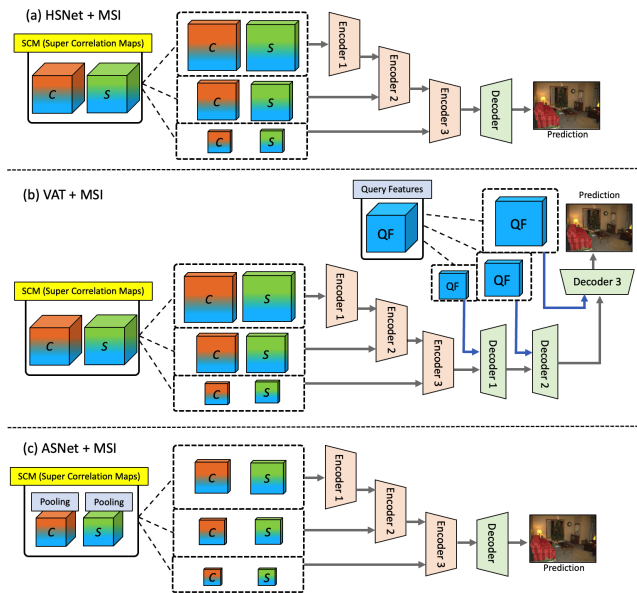 (a) HSNet + MSI
SCM (Super Correlation Maps)
C
S
C
S
C
S
C
S
Encoder 1
Encoder 2
Encoder 3
Decoder
Prediction
(b) VAT + MSI
Query Features
QF
QF
QF
QF
Prediction
Decoder 3
SCM (Super Correlation Maps)
C
S
C
S
C
S
C
S
Encoder 1
Encoder 2
Encoder 3
Decoder 1
Decoder 2
(c) ASNet + MSI
SCM (Super Correlation Maps)
Pooling
Pooling
C
S
C
S
C
S
C
S
Encoder 1
Encoder 2
Encoder 3
Decoder
Prediction